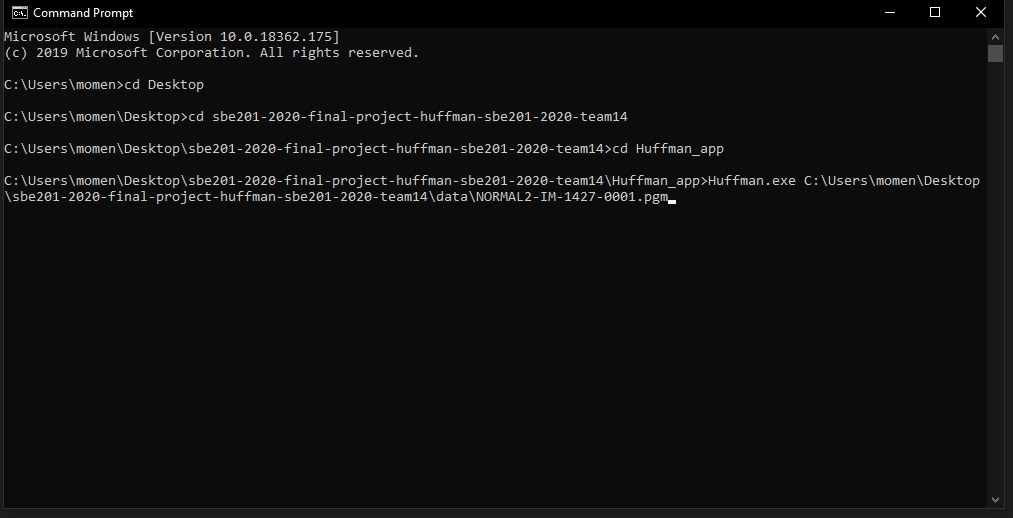 Command Prompt
Microsoft Windows [Version 10.0.18362.175]
(c) 2019 Microsoft Corporation. All rights reserved.
C:\Users\momen>cd Desktop
C:\Users\momen\Desktop>cd sbe201-2020-final-project-huffman-sbe201-2020-team14
C:\Users\momen\Desktop\sbe201-2020-final-project-huffman-sbe201-2020-team14>cd Huffman_app
C:\Users\momen\Desktop\sbe201-2020-final-project-huffman-sbe201-2020-team14\Huffman_app>Huffman.exe C:\Users\momen\Desktop
\sbe201-2020-final-project-huffman-sbe201-2020-team14\data\NORMAL2-IM-1427-0001.pgm